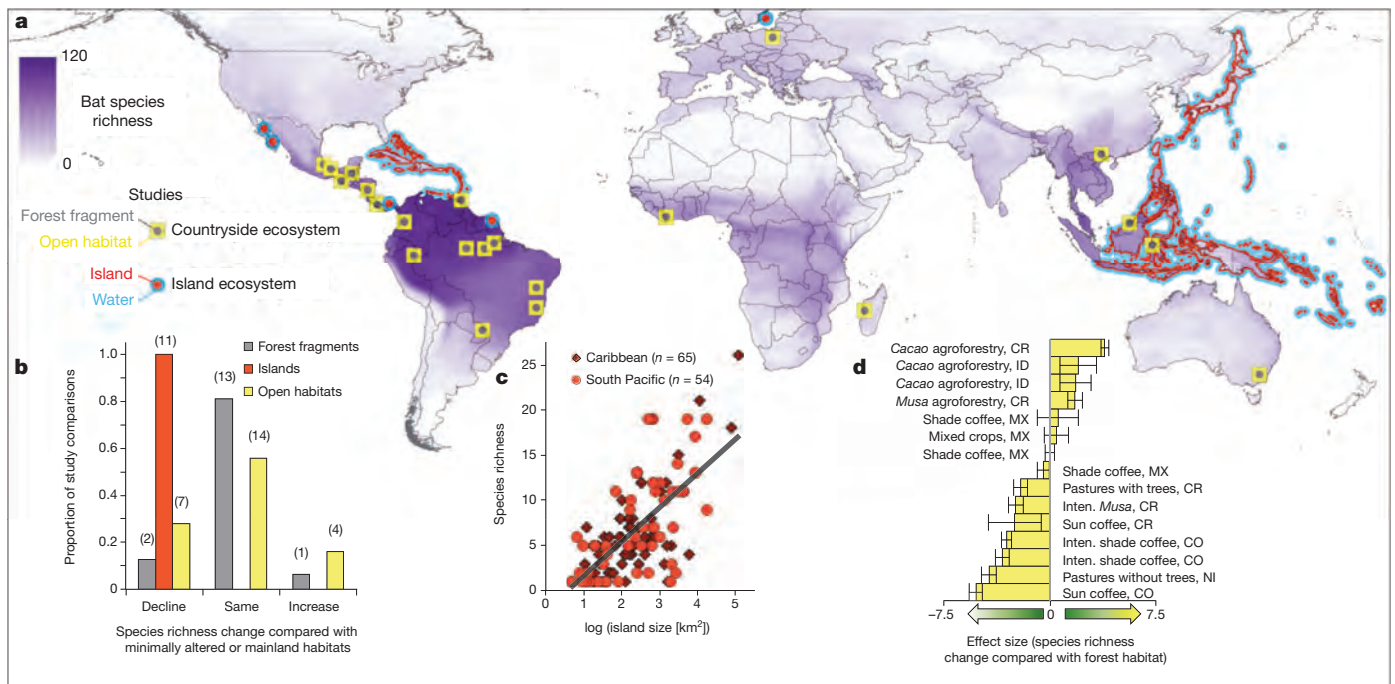 a
120
Bat species
richness
0
Studies
Forest fragment
Open habitat
Countryside ecosystem
Island
Water
Island ecosystem
b
(11)
Forest fragments
Islands
Open habitats
1.0
(13)
0.8
(14)
0.6
0.4
(7)
0.2
(2)
(4)
(1)
0
Proportion of study comparisons
Decline
Same
Increase
Species richness change compared with
minimally altered or mainland habitats
c
Caribbean (n = 65)
South Pacific (n = 54)
25
20
15
10
5
0
Species richness
0
1
2
3
4
5
log (island size [km²])
d
Cacao agroforestry, CR
Cacao agroforestry, ID
Cacao agroforestry, ID
Musa agroforestry, CR
Shade coffee, MX
Mixed crops, MX
Shade coffee, MX
Shade coffee, MX
Pastures with trees, CR
Inten. Musa, CR
Sun coffee, CR
Inten. shade coffee, CO
Inten. shade coffee, CO
Pastures without trees, NI
Sun coffee, CO
−7.5
0
7.5
Effect size (species richness
change compared with forest habitat)